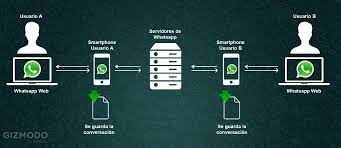 Usuario A
Usuario B
Smartphone
Usuario A
Servidores de
Whatsapp
Smartphone
Usuario B
Whatsapp Web
Whatsapp Web
Se guarda la
conversación
Se guarda la
conversación
GIZMODO